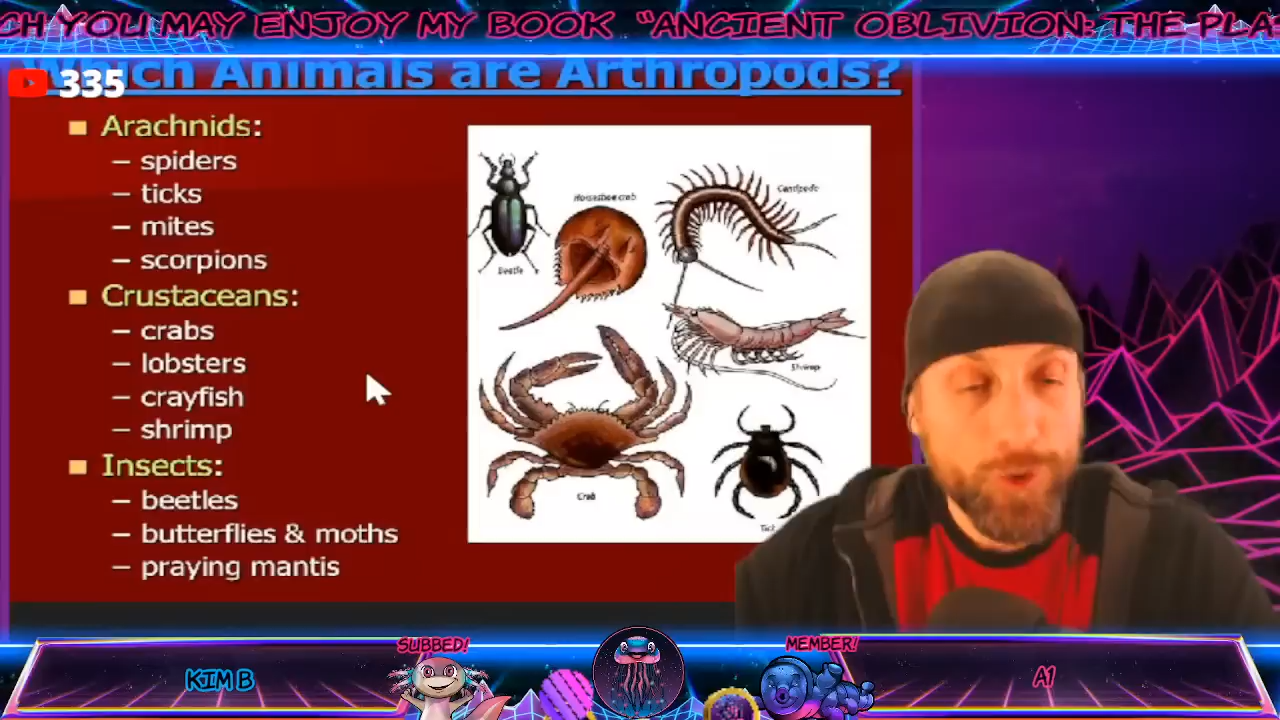 CH YOU MAY ENJOY MY BOOK "ANCIENT OBLIVION: THE PLA
Which Animals are Arthropods?
335
Arachnids:
– spiders
– ticks
– mites
– scorpions
Crustaceans:
– crabs
– lobsters
– crayfish
– shrimp
Insects:
– beetles
– butterflies & moths
– praying mantis
Beetle
Horseshoe crab
Centipede
Shrimp
Crab
Tick
SUBBED!
KIM B
MEMBER!
A1